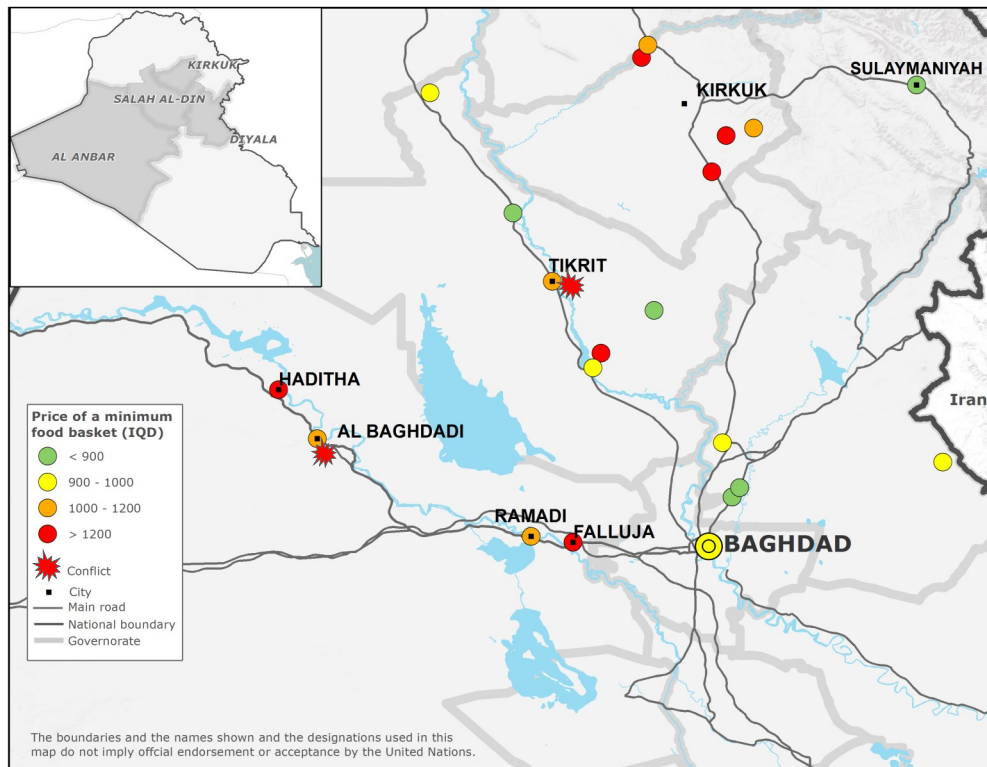 KIRKUK
SALAH AL-DIN
DIYALA
AL ANBAR
SULAYMANIYAH
KIRKUK
TIKRIT
Iran
HADITHA
AL BAGHDADI
RAMADI
FALLUJA
BAGHDAD
Price of a minimum
food basket (IQD)
< 900
900 - 1000
1000 - 1200
> 1200
Conflict
City
Main road
National boundary
Governorate
The boundaries and the names shown and the designations used in this
map do not imply offcial endorsement or acceptance by the United Nations.